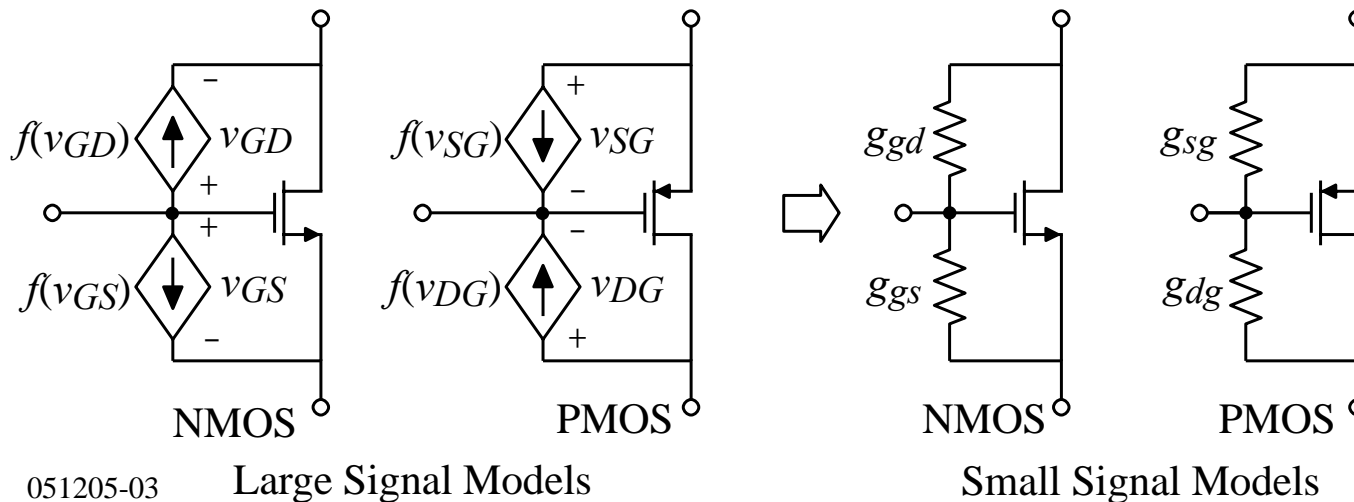 f(vGD) vGD
f(vGS) vGS
NMOS
f(vSG) vSG
f(vDG) vDG
PMOS
ggd
ggs
NMOS
gsg
gdg
PMOS
051205-03 Large Signal Models
Small Signal Models